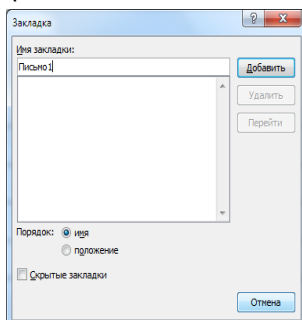 Закладка
Имя закладки:
Письмо1
Добавить
Удалить
Перейти
Порядок:
имя
положение
Скрытые закладки
Отмена